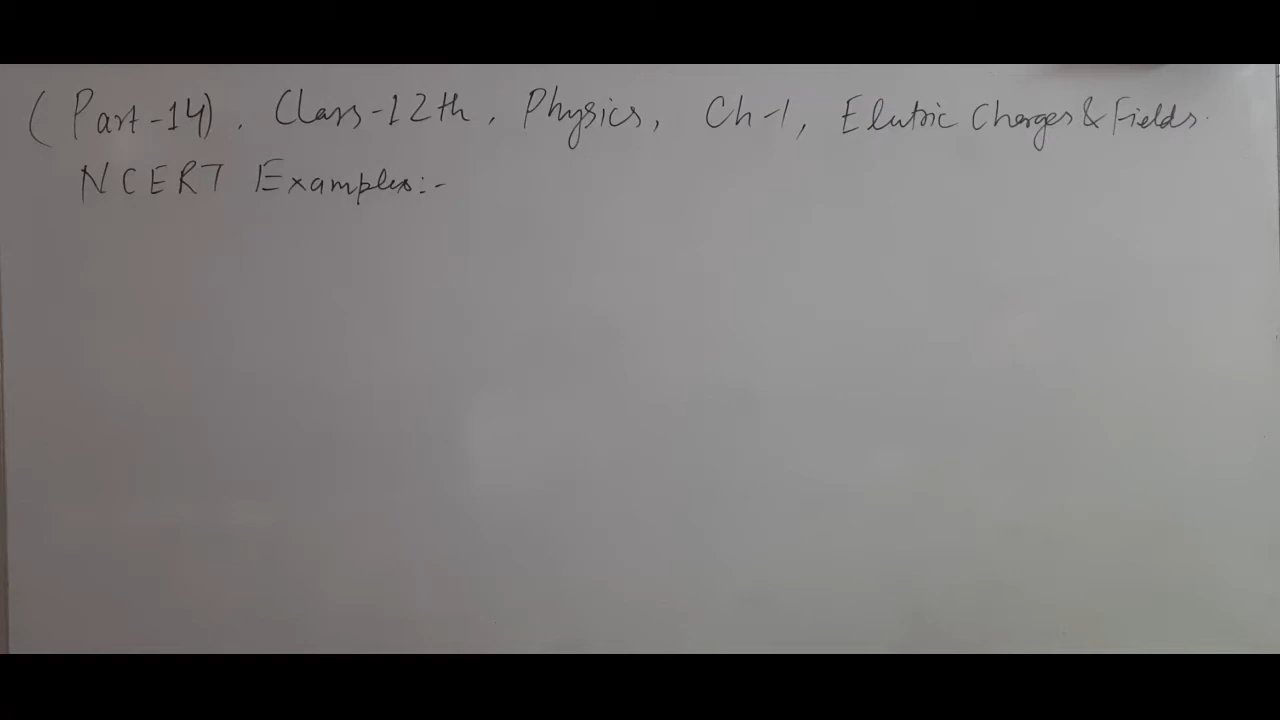 (Part-14). Class-12th, Physics, Ch-1, Electric Charges & Fields.
NCERT Examples:-